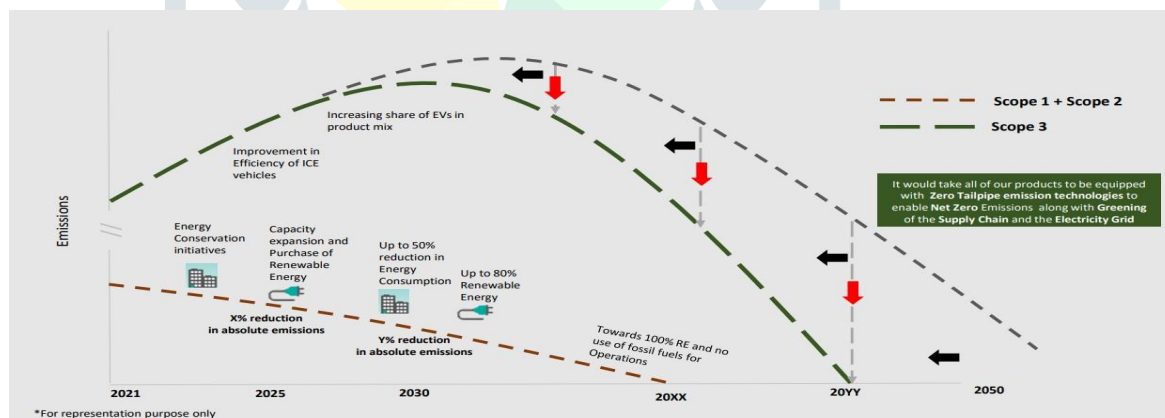 Scope 1 + Scope 2
Scope 3
Increasing share of EVs in
product mix
Improvement in
Efficiency of ICE
vehicles
It would take all of our products to be equipped
with Zero Tailpipe emission technologies to
enable Net Zero Emissions along with Greening
of the Supply Chain and the Electricity Grid
Emissions
Energy
Conservation
initiatives
Capacity
expansion and
Purchase of
Renewable
Energy
Up to 50%
reduction in
Energy
Consumption
Up to 80%
Renewable
Energy
X% reduction
in absolute emissions
Y% reduction
in absolute emissions
Towards 100% RE and no
use of fossil fuels for
Operations
2021
2025
2030
20XX
20YY
2050
*For representation purpose only